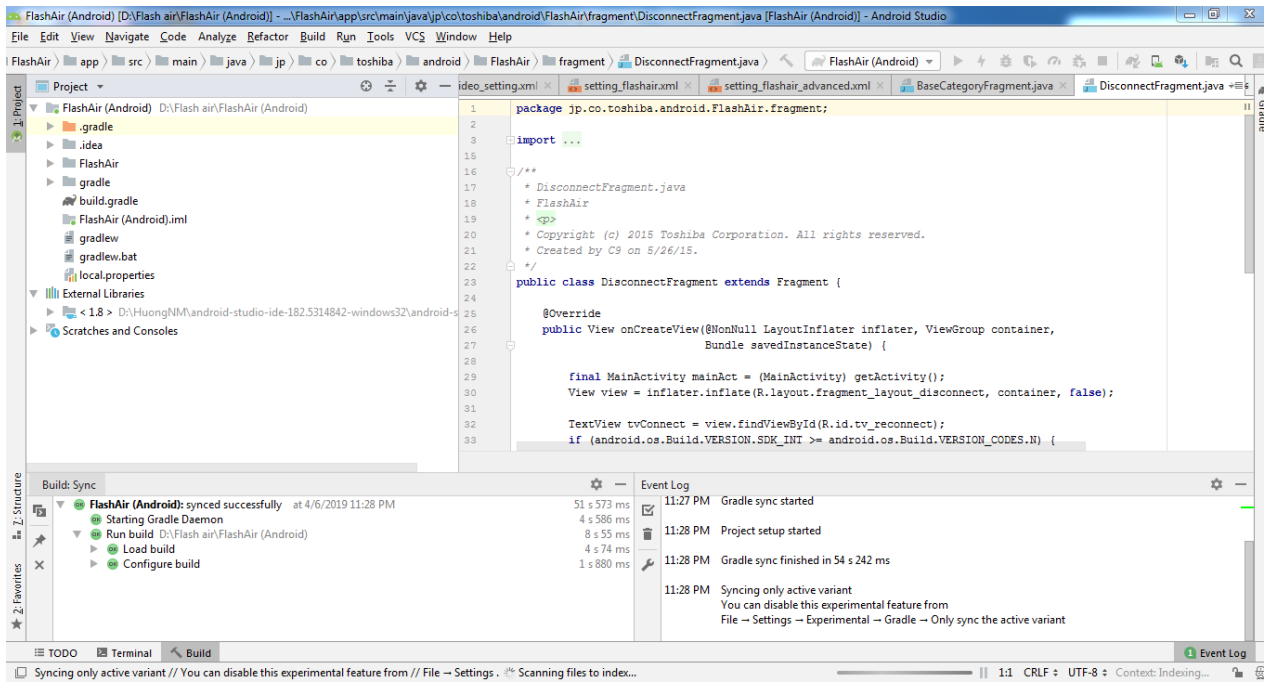 FlashAir (Android) [D:\Flash air\FlashAir (Android)] - ...\FlashAir\app\src\main\java\jp\co\toshiba\android\FlashAir\fragment\DisconnectFragment.java [FlashAir (Android)] - Android Studio
File Edit View Navigate Code Analyze Refactor Build Run Tools VCS Window Help
FlashAir app src main java jp co toshiba android FlashAir fragment DisconnectFragment.java FlashAir (Android)
Project
ideo_setting.xml setting_flashair.xml setting_flashair_advanced.xml BaseCategoryFragment.java DisconnectFragment.java
1: Project
Gradle
FlashAir (Android) D:\Flash air\FlashAir (Android)
.gradle
.idea
FlashAir
gradle
build.gradle
FlashAir (Android).iml
gradlew
gradlew.bat
local.properties
External Libraries
< 1.8 > D:\HuongNM\android-studio-ide-182.5314842-windows32\android-s
Scratches and Consoles
1 package jp.co.toshiba.android.FlashAir.fragment;
2
3 import ...
15
16 /**
17 * DisconnectFragment.java
18 * FlashAir
19 * <p>
20 * Copyright (c) 2015 Toshiba Corporation. All rights reserved.
21 * Created by C9 on 5/26/15.
22 */
23 public class DisconnectFragment extends Fragment {
24
25 @Override
26 public View onCreateView(@NonNull LayoutInflater inflater, ViewGroup container,
27 Bundle savedInstanceState) {
28
29 final MainActivity mainAct = (MainActivity) getActivity();
30 View view = inflater.inflate(R.layout.fragment_layout_disconnect, container, false);
31
32 TextView tvConnect = view.findViewById(R.id.tv_reconnect);
33 if (android.os.Build.VERSION.SDK_INT >= android.os.Build.VERSION_CODES.N) {
7: Structure
2: Favorites
Build: Sync
FlashAir (Android): synced successfully at 4/6/2019 11:28 PM 51 s 573 ms
Starting Gradle Daemon 4 s 586 ms
Run build D:\Flash air\FlashAir (Android) 8 s 55 ms
Load build 4 s 74 ms
Configure build 1 s 880 ms
Event Log
11:27 PM Gradle sync started
11:28 PM Project setup started
11:28 PM Gradle sync finished in 54 s 242 ms
11:28 PM Syncing only active variant
You can disable this experimental feature from
File → Settings → Experimental → Gradle → Only sync the active variant
TODO Terminal Build 1 Event Log
Syncing only active variant // You can disable this experimental feature from // File → Settings . Scanning files to index... 1:1 CRLF UTF-8 Context: Indexing...